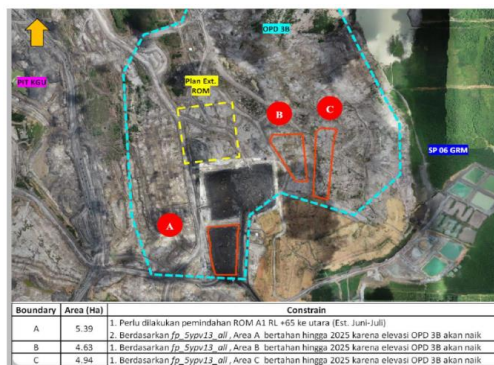 OPD 3B
PIT KGU
Plan Ext.
ROM
B
C
SP 06 GRM
A
Boundary Area (Ha) Constrain
A 5.39 1. Perlu dilakukan pemindahan ROM A1 RL +65 ke utara (Est. Juni-Juli)
2. Berdasarkan fp_5ypv13_all, Area A bertahan hingga 2025 karena elevasi OPD 3B akan naik
B 4.63 1. Berdasarkan fp_5ypv13_all, Area B bertahan hingga 2025 karena elevasi OPD 3B akan naik
C 4.94 1. Berdasarkan fp_5ypv13_all, Area C bertahan hingga 2025 karena elevasi OPD 3B akan naik